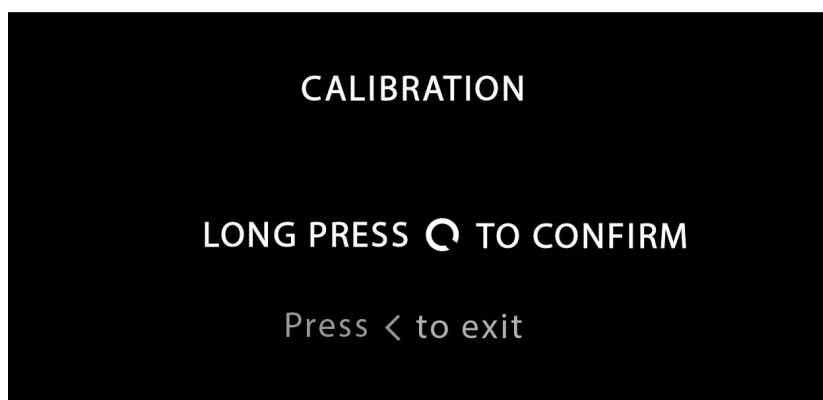 CALIBRATION
LONG PRESS TO CONFIRM
Press < to exit